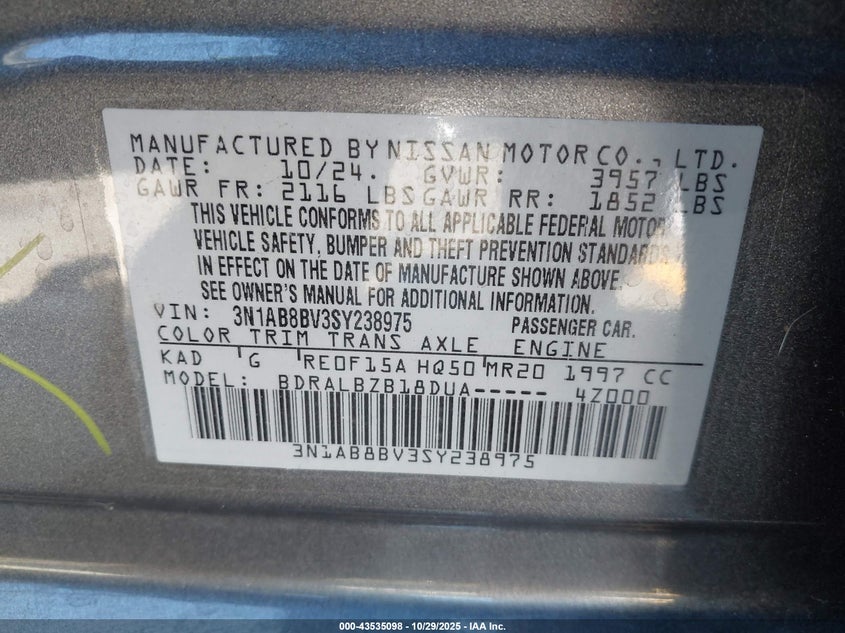 MANUFACTURED BY NISSAN MOTOR CO., LTD.
DATE: 10/24. GVWR: 3957 LBS
GAWR FR: 2116 LBS GAWR RR: 1852 LBS
THIS VEHICLE CONFORMS TO ALL APPLICABLE FEDERAL MOTOR
VEHICLE SAFETY, BUMPER AND THEFT PREVENTION STANDARDS
IN EFFECT ON THE DATE OF MANUFACTURE SHOWN ABOVE.
SEE OWNER'S MANUAL FOR ADDITIONAL INFORMATION.
VIN: 3N1AB8BV3SY238975 PASSENGER CAR.
COLOR TRIM TRANS AXLE ENGINE
KAD G RE0F15A HQ50 MR20 1997 CC
MODEL: BDRALBZB18DUA----- 4Z000
3N1AB8BV3SY238975
000-43535098 - 10/29/2025 - IAA Inc.